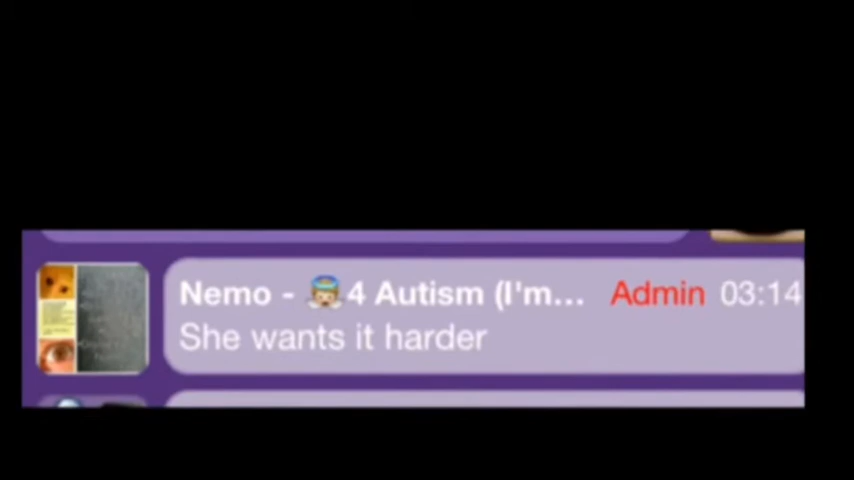 Nemo - 👼🏼4 Autism (I'm... Admin 03:14
She wants it harder